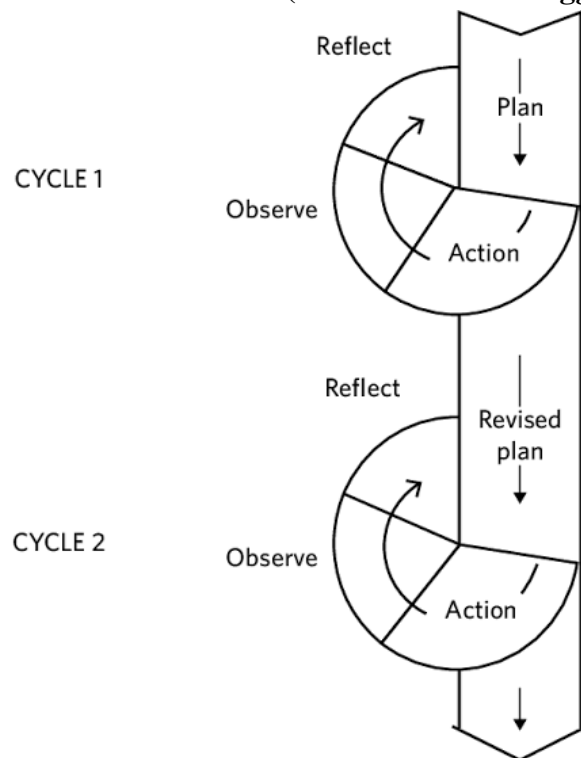 Reflect
Plan
CYCLE 1
Observe
Action
Reflect
Revised
plan
CYCLE 2
Observe
Action